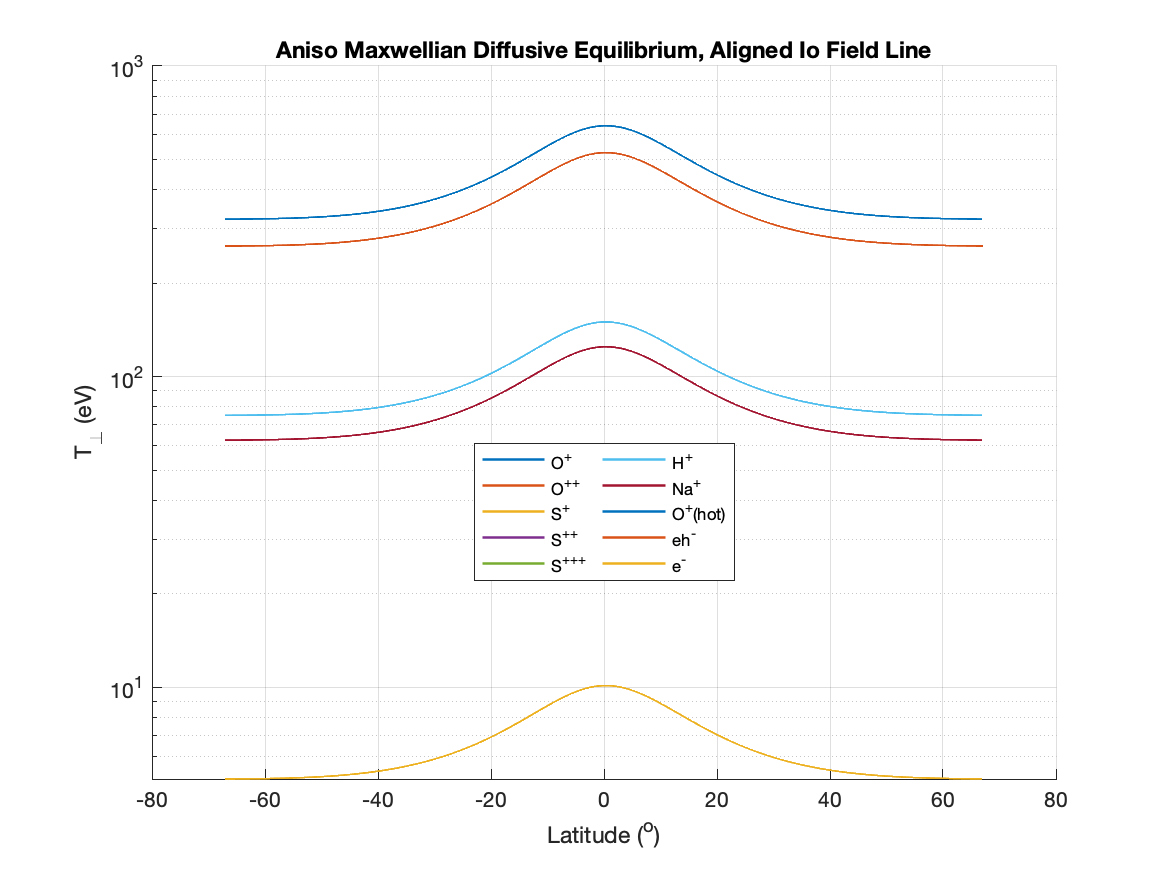 Aniso Maxwellian Diffusive Equilibrium, Aligned Io Field Line
10³
10²
10¹
T⊥ (eV)
O⁺ H⁺
O⁺⁺ Na⁺
S⁺ O⁺(hot)
S⁺⁺ eh⁻
S⁺⁺⁺ e⁻
-80 -60 -40 -20 0 20 40 60 80
Latitude (º)